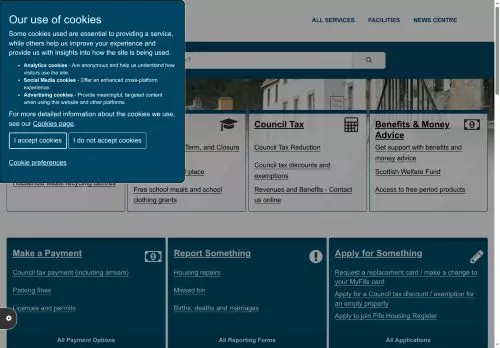 Our use of cookies
Some cookies used are essential to providing a service,
while others help us improve your experience and
provide us with insights into how the site is being used.
Analytics cookies - Are anonymous and help us understand how
visitors use the site.
Social Media cookies - Offer an enhanced cross-platform
experience.
Advertising cookies - Provide meaningful, targeted content
when using this website and other platforms.
For more detailed information about the cookies we use,
see our Cookies page.
I accept cookies
I do not accept cookies
Cookie preferences
ALL SERVICES
FACILITIES
NEWS CENTRE
Term, and Closure
place
Free school meals and school
clothing grants
Council Tax
Council Tax Reduction
Council tax discounts and
exemptions
Revenues and Benefits - Contact
us online
Benefits & Money
Advice
Get support with benefits and
money advice
Scottish Welfare Fund
Access to free period products
Make a Payment
Council tax payment (including arrears)
Parking fines
Licences and permits
All Payment Options
Report Something
Housing repairs
Missed bin
Births, deaths and marriages
All Reporting Forms
Apply for Something
Request a replacement card / make a change to
your MyFife card
Apply for a Council tax discount / exemption for
an empty property
Apply to join Fife Housing Register
All Applications